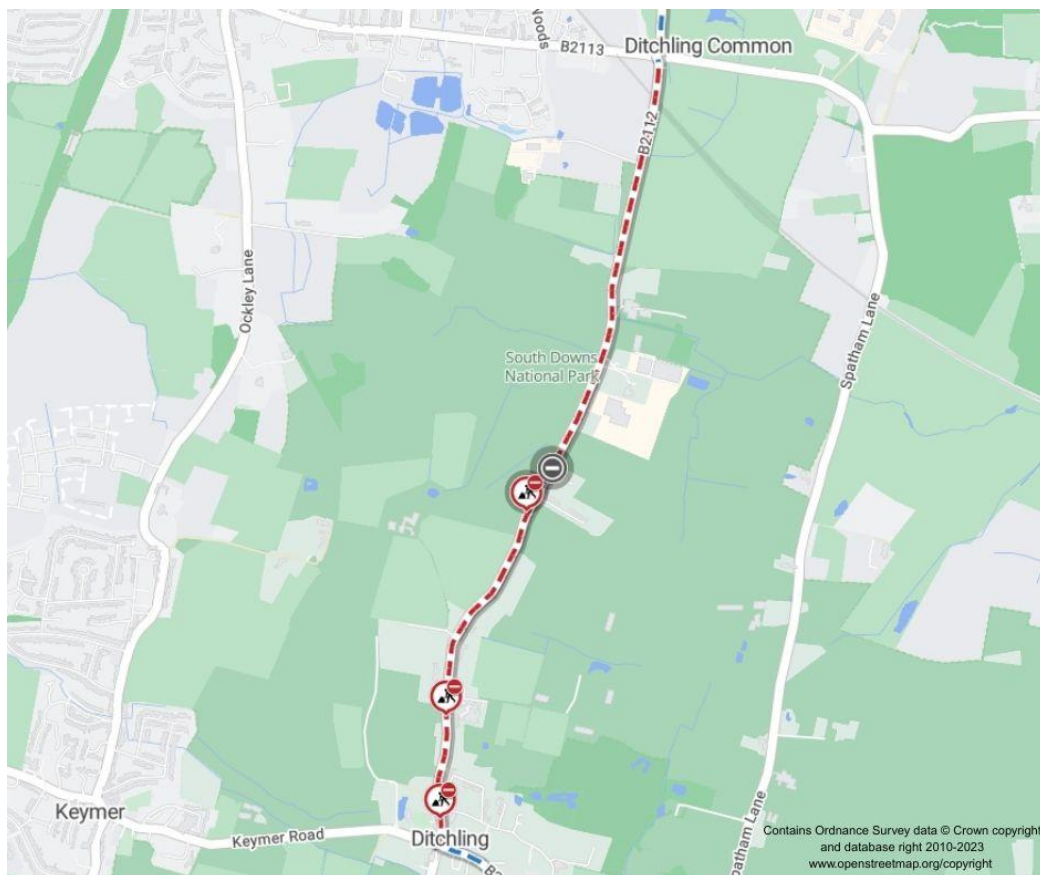 Woods
B2113
Ditchling Common
B2112
Ockley Lane
Spatham Lane
South Downs
National Park
Keymer
Keymer Road
Ditchling
Spatham Lane
Contains Ordnance Survey data © Crown copyright
and database right 2010-2023
www.openstreetmap.org/copyright